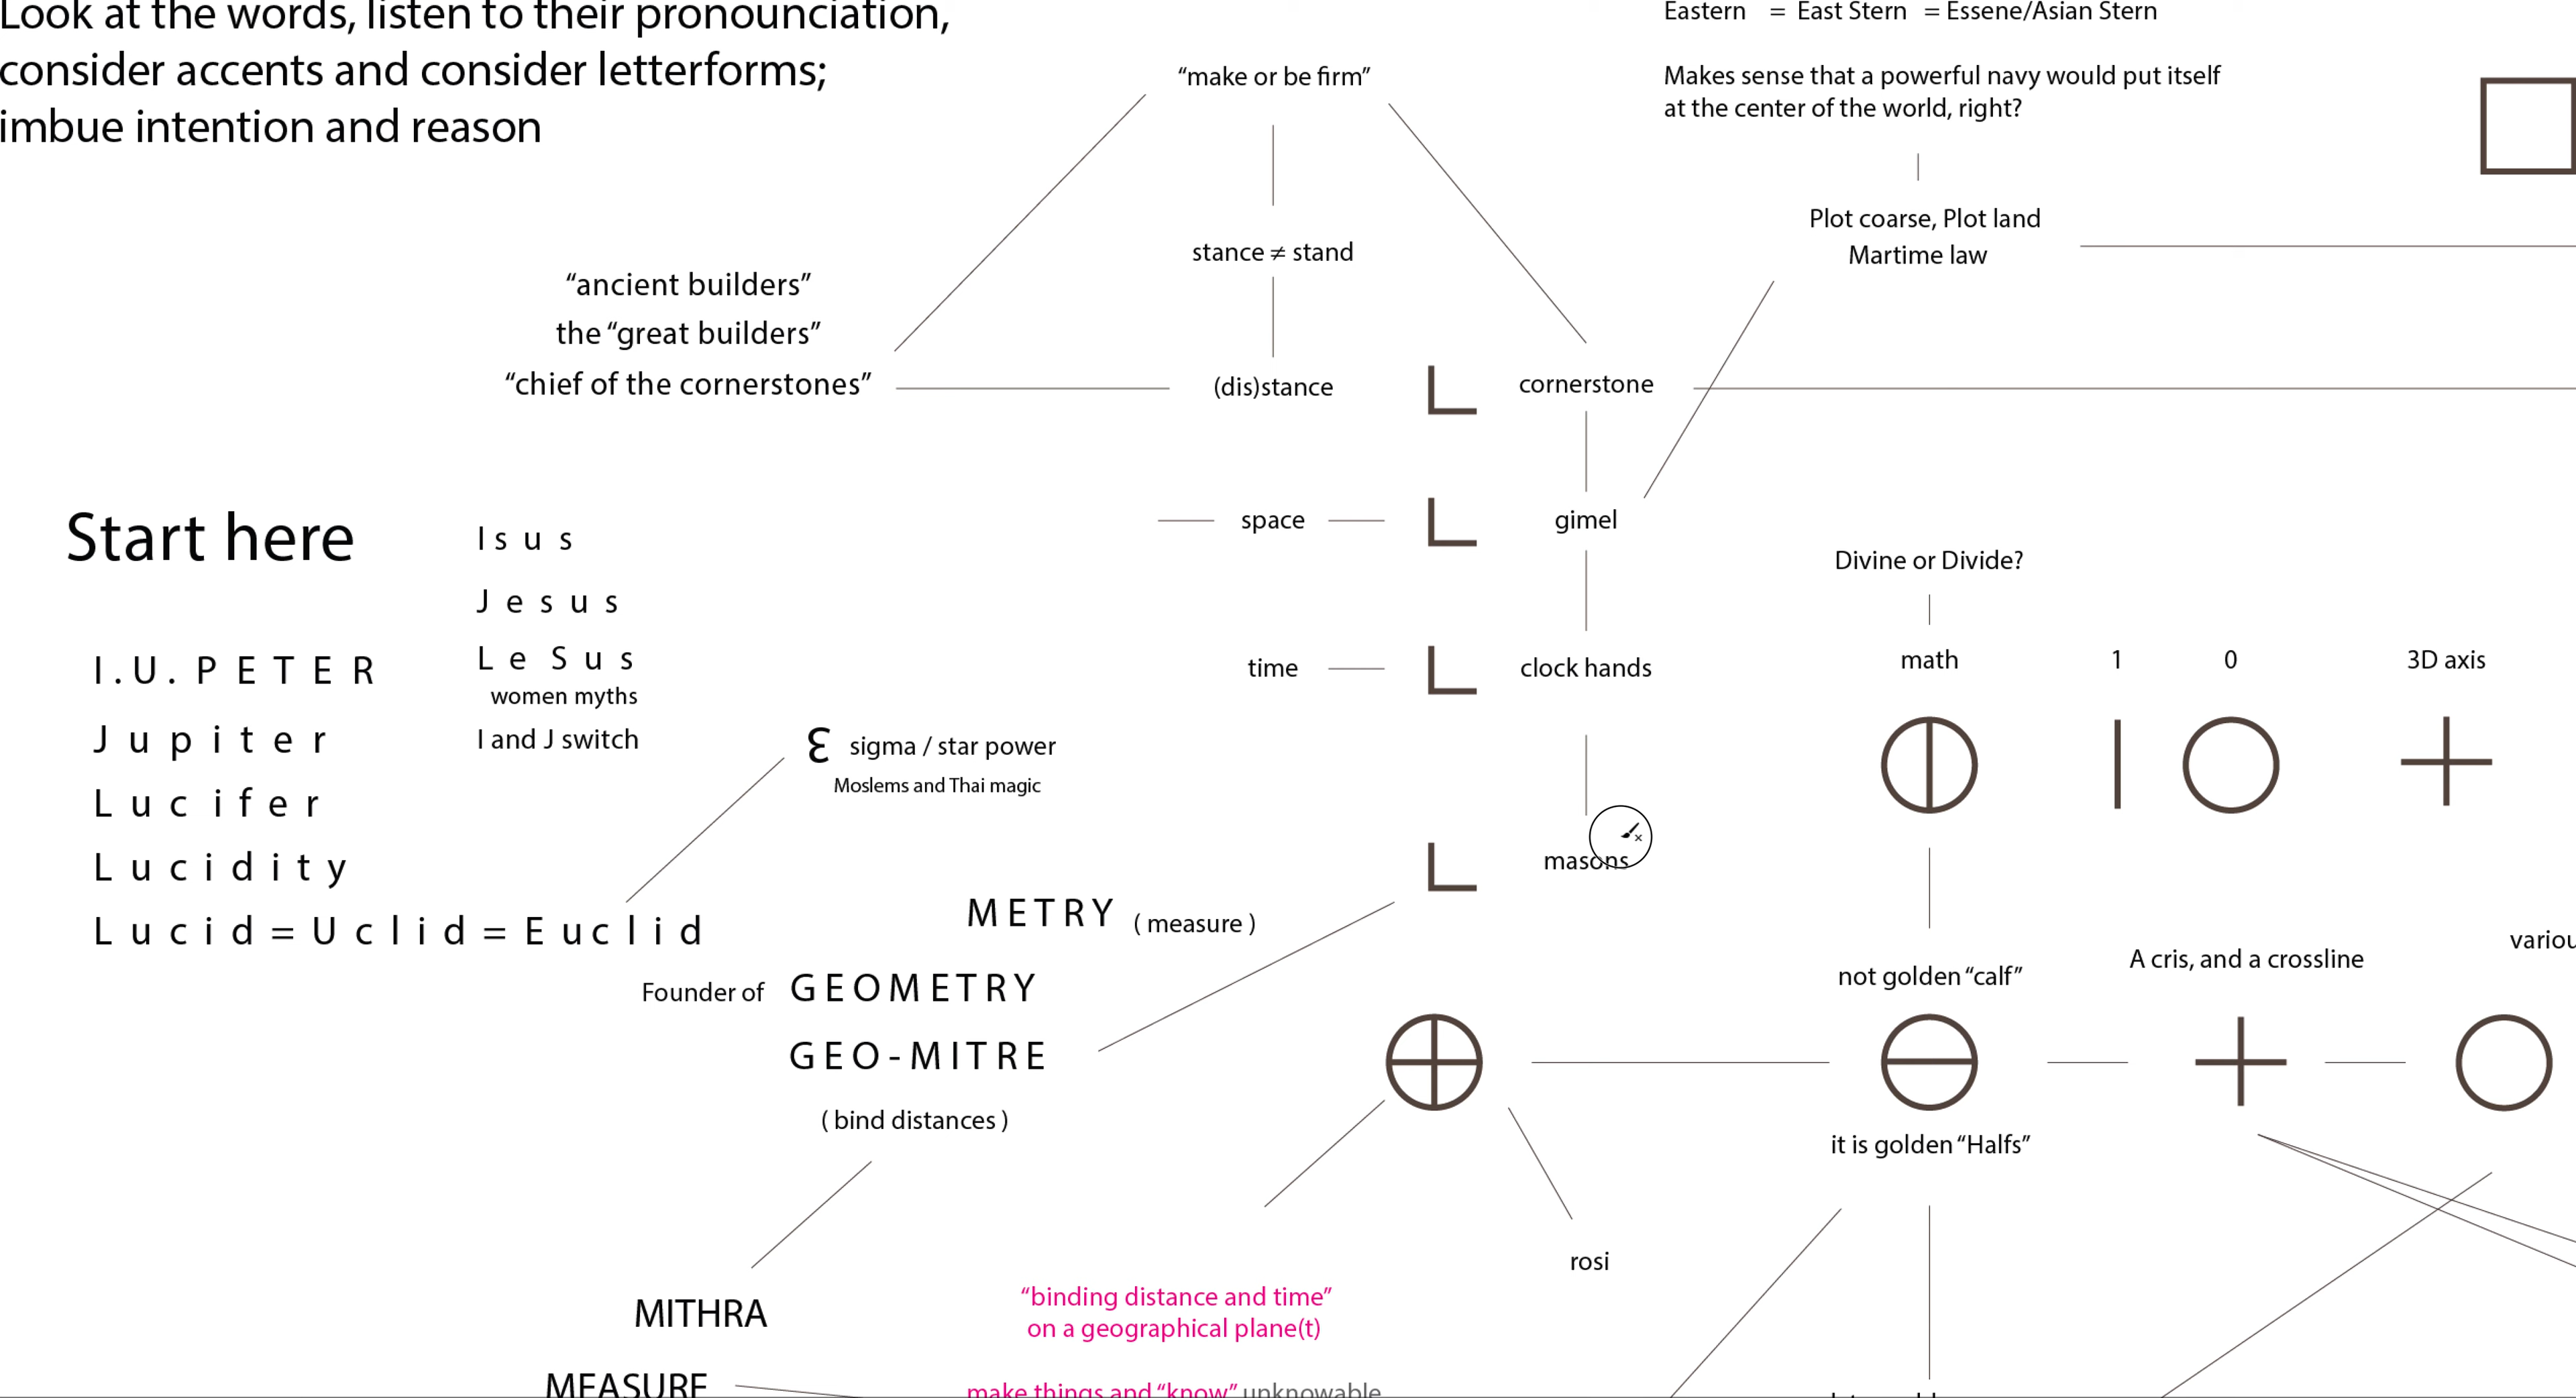 Look at the words, listen to their pronounciation,
consider accents and consider letterforms;
imbue intention and reason
"make or be firm"
stance ≠ stand
"ancient builders"
the "great builders"
"chief of the cornerstones"
(dis)stance
cornerstone
Eastern = East Stern = Essene/Asian Stern
Makes sense that a powerful navy would put itself
at the center of the world, right?
Plot coarse, Plot land
Martime law
space
gimel
time
clock hands
masons
Start here
Isus
Jesus
LeSus
women myths
I and J switch
I.U. PETER
Jupiter
Lucifer
Lucidity
Lucid = Uclid = Euclid
Ɛ sigma / star power
Moslems and Thai magic
METRY ( measure )
Founder of GEOMETRY
GEO-MITRE
( bind distances )
MITHRA
MEASURE
Divine or Divide?
math
1
0
3D axis
not golden "calf"
A cris, and a crossline
it is golden "Halfs"
rosi
"binding distance and time"
on a geographical plane(t)
make things and "know" unknowable